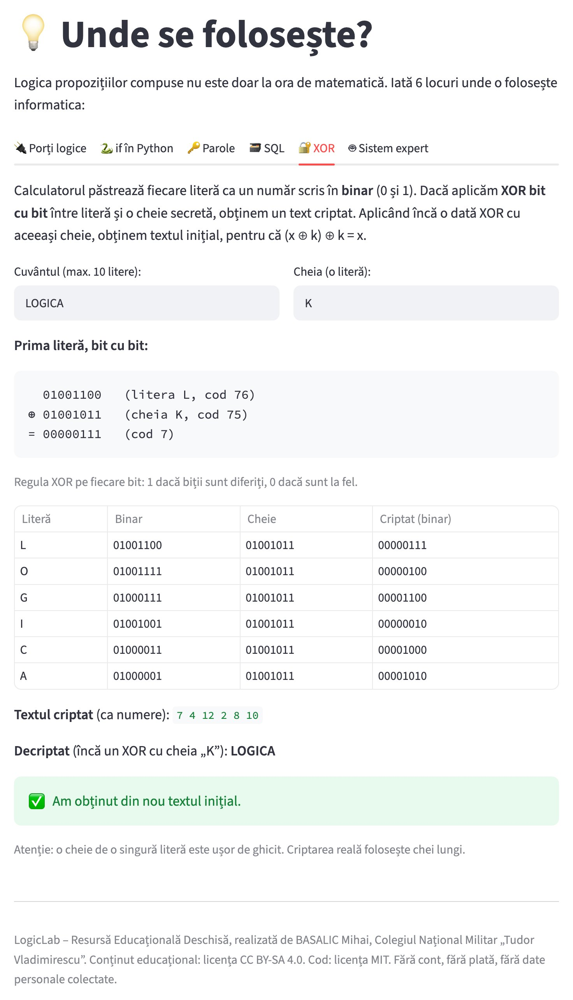 Unde se folosește?
Logica propozițiilor compuse nu este doar la ora de matematică. Iată 6 locuri unde o folosește
informatica:
Porți logice if în Python Parole SQL XOR Sistem expert
Calculatorul păstrează fiecare literă ca un număr scris în binar (0 și 1). Dacă aplicăm XOR bit
cu bit între literă și o cheie secretă, obținem un text criptat. Aplicând încă o dată XOR cu
aceeași cheie, obținem textul inițial, pentru că (x ⊕ k) ⊕ k = x.
Cuvântul (max. 10 litere): Cheia (o literă):
LOGICA K
Prima literă, bit cu bit:
01001100 (litera L, cod 76)
⊕ 01001011 (cheia K, cod 75)
= 00000111 (cod 7)
Regula XOR pe fiecare bit: 1 dacă biții sunt diferiți, 0 dacă sunt la fel.
Literă Binar Cheie Criptat (binar)
L 01001100 01001011 00000111
O 01001111 01001011 00000100
G 01000111 01001011 00001100
I 01001001 01001011 00000010
C 01000011 01001011 00001000
A 01000001 01001011 00001010
Textul criptat (ca numere): 7 4 12 2 8 10
Decriptat (încă un XOR cu cheia „K”): LOGICA
Am obținut din nou textul inițial.
Atenție: o cheie de o singură literă este ușor de ghicit. Criptarea reală folosește chei lungi.
LogicLab – Resursă Educațională Deschisă, realizată de BASALIC Mihai, Colegiul Național Militar „Tudor
Vladimirescu”. Conținut educațional: licența CC BY-SA 4.0. Cod: licența MIT. Fără cont, fără plată, fără date
personale colectate.